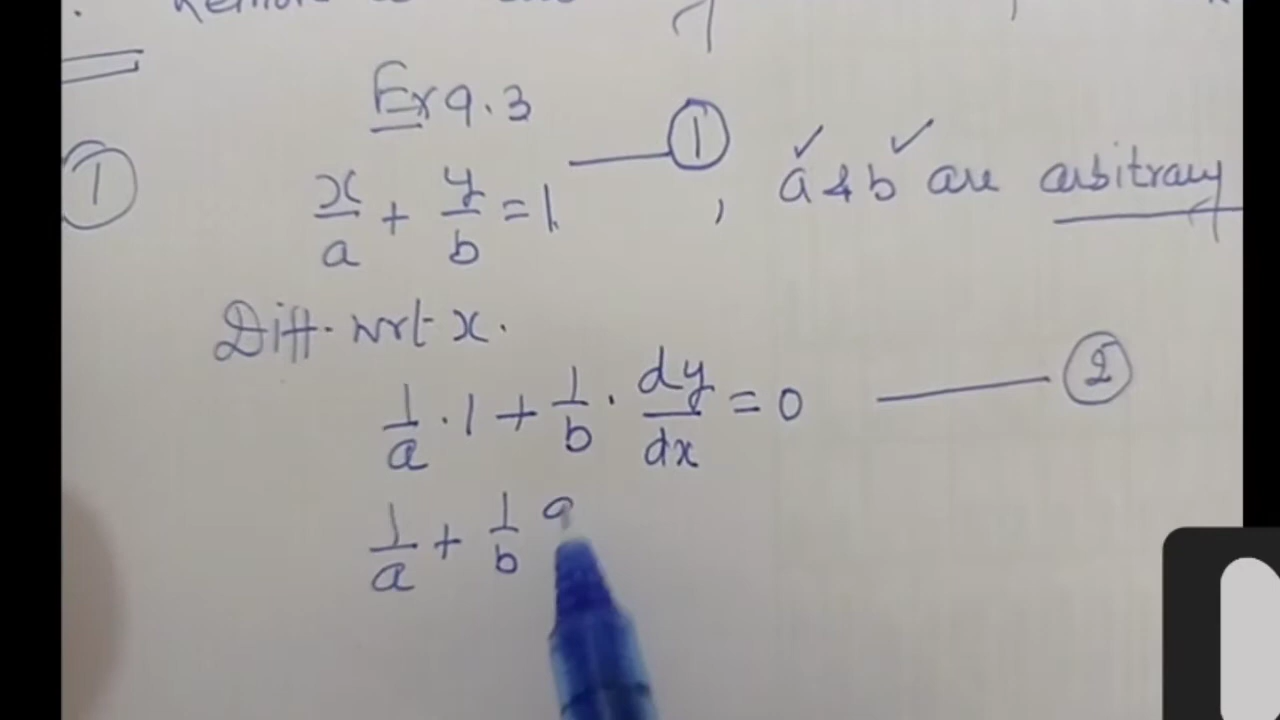 Ex 9.3
① x/a + y/b = 1 —— ① , a & b are arbitrary
Diff. wrt x.
1/a · 1 + 1/b · dy/dx = 0 —— ②
1/a + 1/b